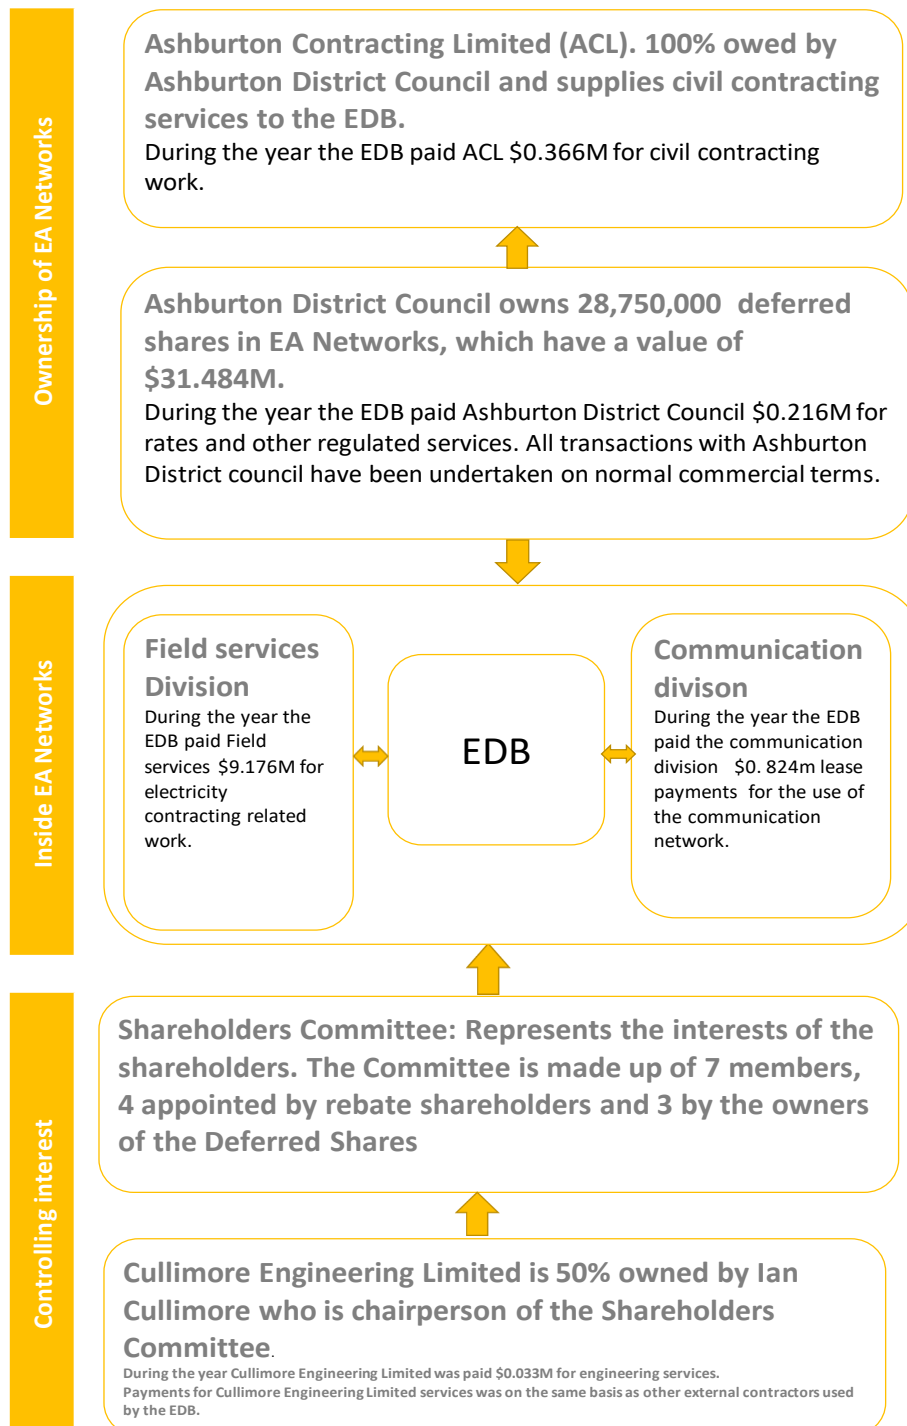 Ownership of EA Networks
Ashburton Contracting Limited (ACL). 100% owed by
Ashburton District Council and supplies civil contracting
services to the EDB.
During the year the EDB paid ACL $0.366M for civil contracting
work.
Ashburton District Council owns 28,750,000 deferred
shares in EA Networks, which have a value of
$31.484M.
During the year the EDB paid Ashburton District Council $0.216M for
rates and other regulated services. All transactions with Ashburton
District council have been undertaken on normal commercial terms.
Inside EA Networks
Field services
Division
During the year the
EDB paid Field
services $9.176M for
electricity
contracting related
work.
EDB
Communication
divison
During the year the EDB
paid the communication
division $0. 824m lease
payments for the use of
the communication
network.
Controlling interest
Shareholders Committee: Represents the interests of the
shareholders. The Committee is made up of 7 members,
4 appointed by rebate shareholders and 3 by the owners
of the Deferred Shares
Cullimore Engineering Limited is 50% owned by Ian
Cullimore who is chairperson of the Shareholders
Committee.
During the year Cullimore Engineering Limited was paid $0.033M for engineering services.
Payments for Cullimore Engineering Limited services was on the same basis as other external contractors used
by the EDB.